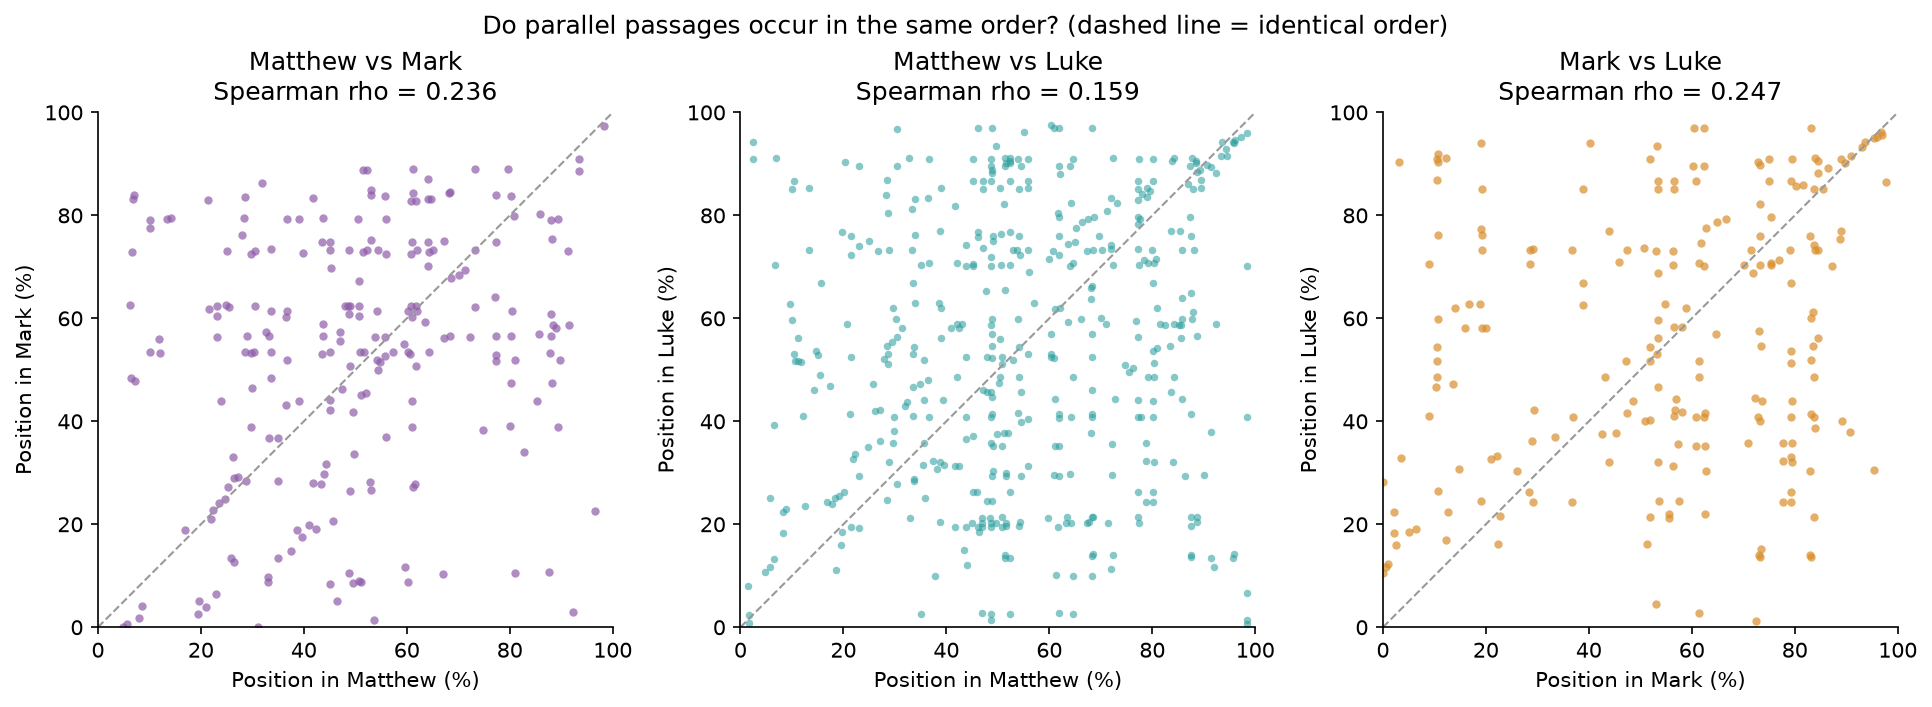 Do parallel passages occur in the same order? (dashed line = identical order)
Matthew vs Mark
Spearman rho = 0.236
100
80
60
40
20
0
0 20 40 60 80 100
Position in Mark (%)
Position in Matthew (%)
Matthew vs Luke
Spearman rho = 0.159
100
80
60
40
20
0
0 20 40 60 80 100
Position in Luke (%)
Position in Matthew (%)
Mark vs Luke
Spearman rho = 0.247
100
80
60
40
20
0
0 20 40 60 80 100
Position in Luke (%)
Position in Mark (%)